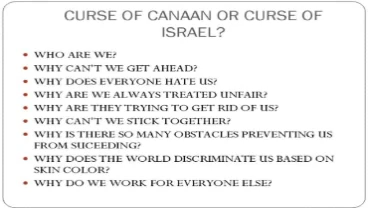 CURSE OF CANAAN OR CURSE OF
ISRAEL?
• WHO ARE WE?
• WHY CAN'T WE GET AHEAD?
• WHY DOES EVERYONE HATE US?
• WHY ARE WE ALWAYS TREATED UNFAIR?
• WHY ARE THEY TRYING TO GET RID OF US?
• WHY CAN'T WE STICK TOGETHER?
• WHY IS THERE SO MANY OBSTACLES PREVENTING US
FROM SUCEEDING?
• WHY DOES THE WORLD DISCRIMINATE US BASED ON
SKIN COLOR?
• WHY DO WE WORK FOR EVERYONE ELSE?